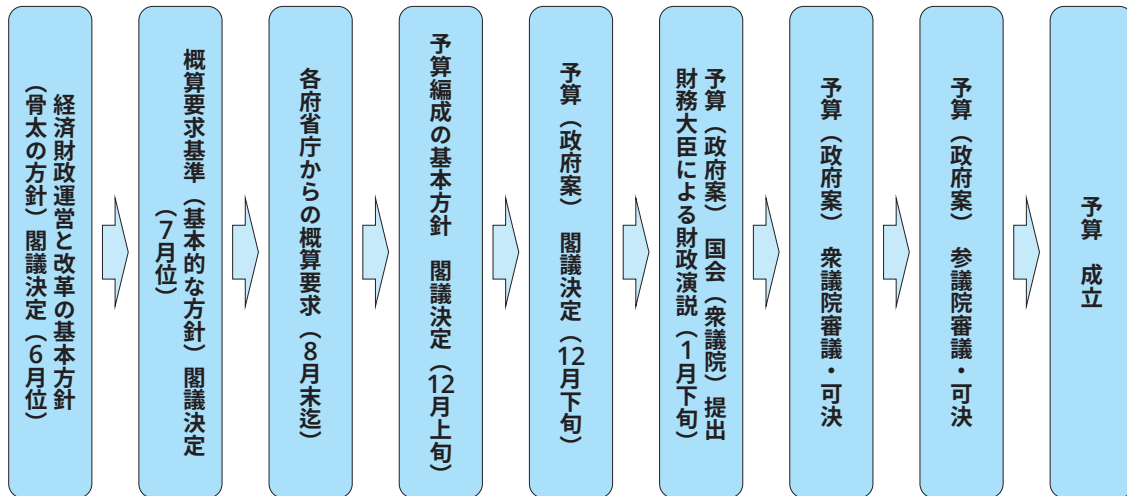 経済財政運営と改革の基本方針
（骨太の方針）閣議決定（6月位）
概算要求基準（基本的な方針）閣議決定
（7月位）
各府省庁からの概算要求（8月末迄）
予算編成の基本方針　閣議決定（12月上旬）
予算（政府案）　閣議決定（12月下旬）
予算（政府案）　国会（衆議院）提出
財務大臣による財政演説（1月下旬）
予算（政府案）　衆議院審議・可決
予算（政府案）　参議院審議・可決
予算　成立